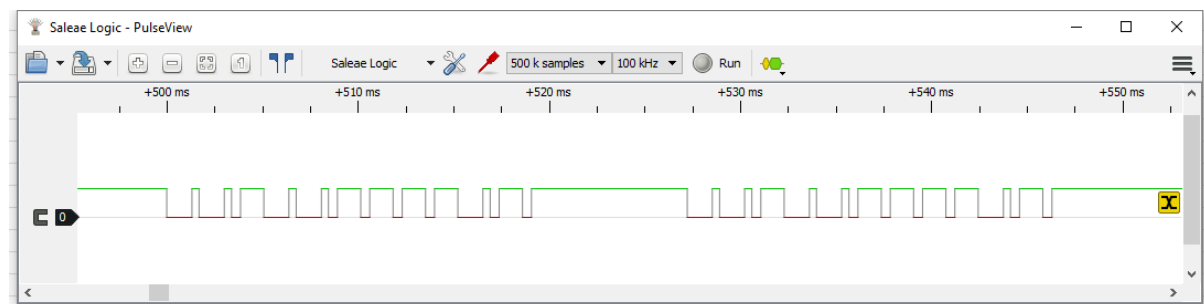 Saleae Logic - PulseView
Saleae Logic 500 k samples 100 kHz Run
+500 ms +510 ms +520 ms +530 ms +540 ms +550 ms
0